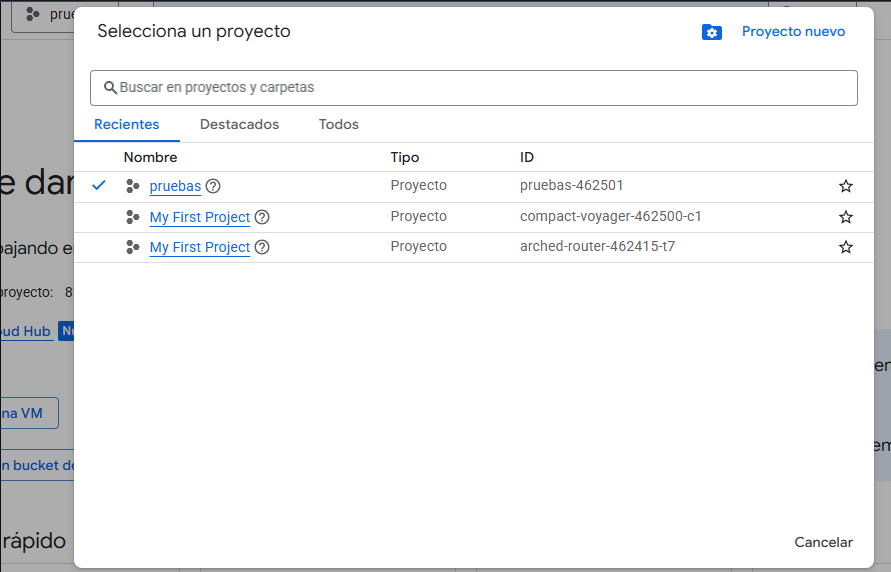 prue
Selecciona un proyecto
Proyecto nuevo
Buscar en proyectos y carpetas
Recientes Destacados Todos
Nombre Tipo ID
pruebas Proyecto pruebas-462501
My First Project Proyecto compact-voyager-462500-c1
My First Project Proyecto arched-router-462415-t7
e dar
bajando e
proyecto: 8
oud Hub Nu
na VM
n bucket de
rápido
en
em
Cancelar